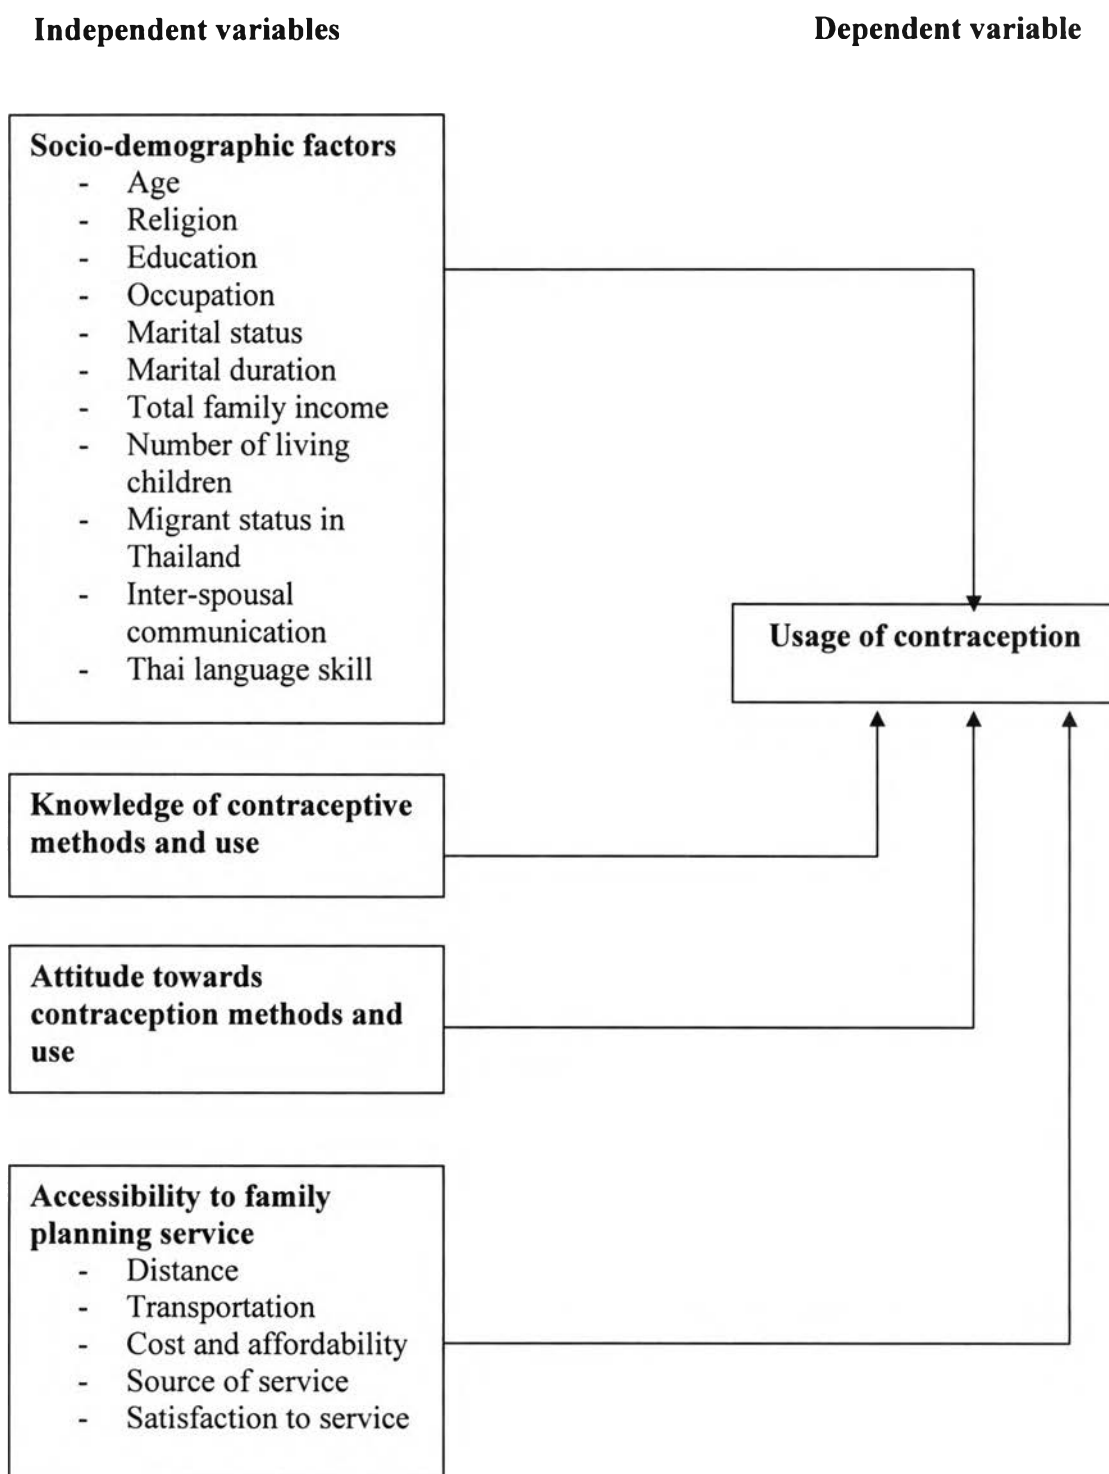 Independent variables
Dependent variable
Socio-demographic factors
- Age
- Religion
- Education
- Occupation
- Marital status
- Marital duration
- Total family income
- Number of living
children
- Migrant status in
Thailand
- Inter-spousal
communication
- Thai language skill
Usage of contraception
Knowledge of contraceptive
methods and use
Attitude towards
contraception methods and
use
Accessibility to family
planning service
- Distance
- Transportation
- Cost and affordability
- Source of service
- Satisfaction to service